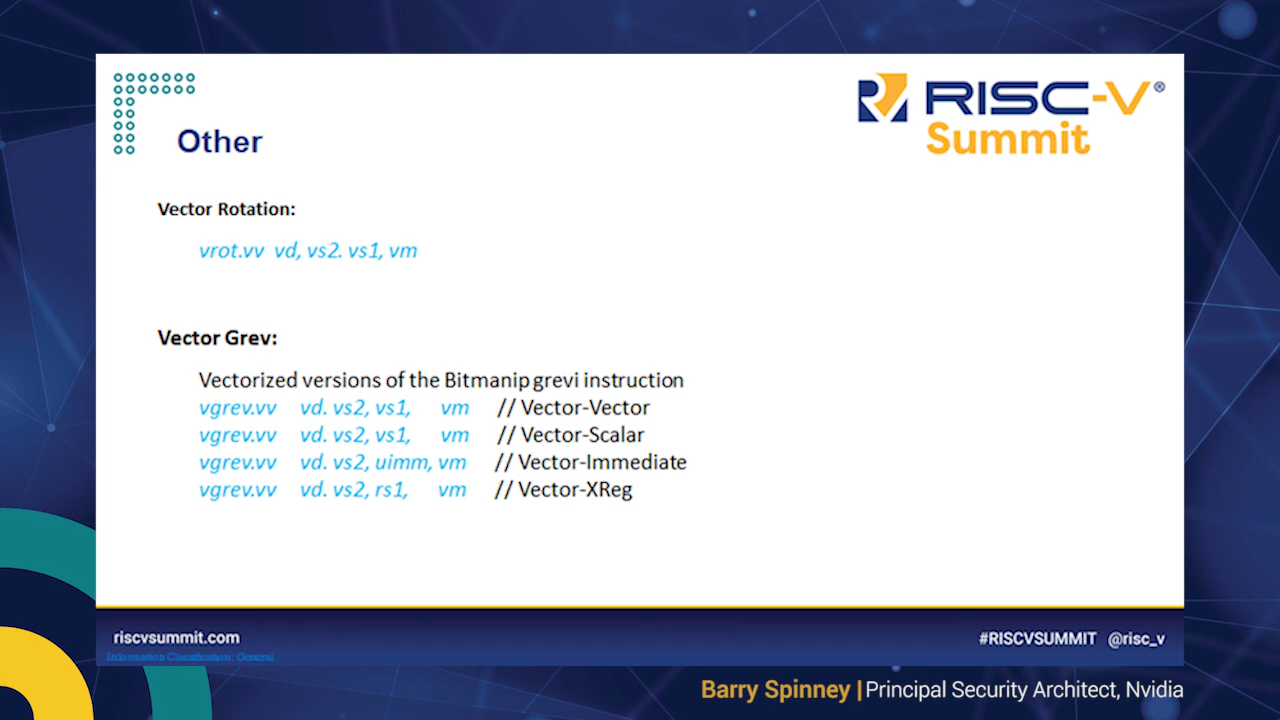 RISC-V®
Summit
Other
Vector Rotation:
vrot.vv vd, vs2. vs1, vm
Vector Grev:
Vectorized versions of the Bitmanip grevi instruction
vgrev.vv vd. vs2, vs1, vm // Vector-Vector
vgrev.vv vd. vs2, vs1, vm // Vector-Scalar
vgrev.vv vd. vs2, uimm, vm // Vector-Immediate
vgrev.vv vd. vs2, rs1, vm // Vector-XReg
riscvsummit.com
#RISCVSUMMIT @risc_v
Information Classification: General
Barry Spinney | Principal Security Architect, Nvidia